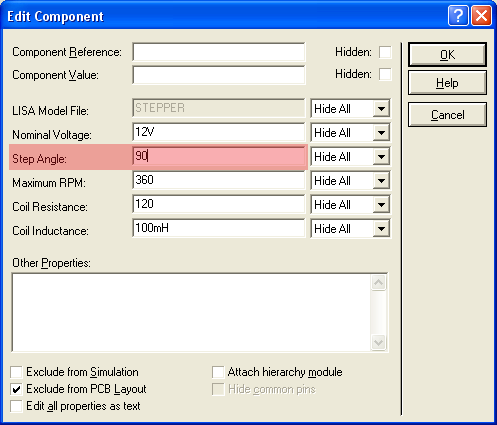 Edit Component
Component Reference: Hidden: OK
Component Value: Hidden: Help
LISA Model File: STEPPER Hide All Cancel
Nominal Voltage: 12V Hide All
Step Angle: 90 Hide All
Maximum RPM: 360 Hide All
Coil Resistance: 120 Hide All
Coil Inductance: 100mH Hide All
Other Properties:
Exclude from Simulation Attach hierarchy module
Exclude from PCB Layout Hide common pins
Edit all properties as text